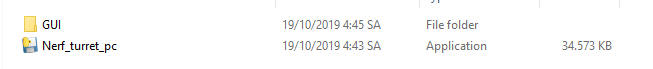 GUI 19/10/2019 4:45 SA File folder
Nerf_turret_pc 19/10/2019 4:43 SA Application 34.573 KB